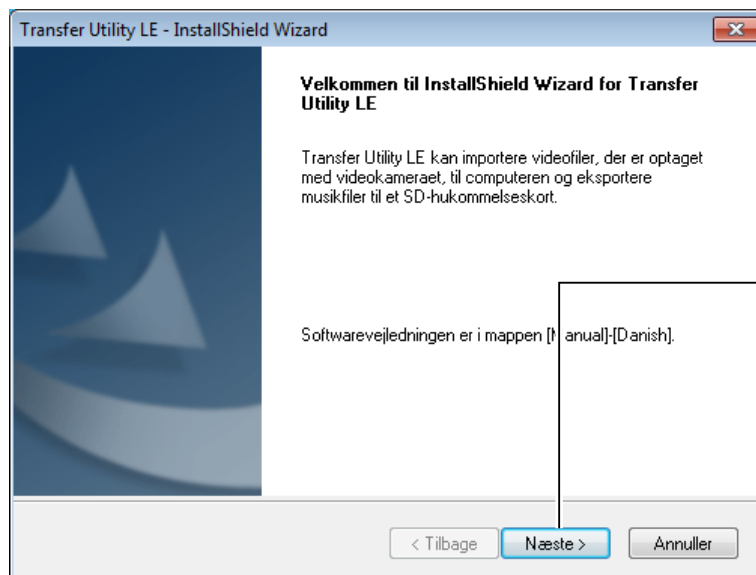 Transfer Utility LE - InstallShield Wizard
Velkommen til InstallShield Wizard for Transfer
Utility LE
Transfer Utility LE kan importere videofiler, der er optaget
med videokameraet, til computeren og eksportere
musikfiler til et SD-hukommelseskort.
Softwarevejledningen er i mappen [Manual]-[Danish].
< Tilbage
Næste >
Annuller